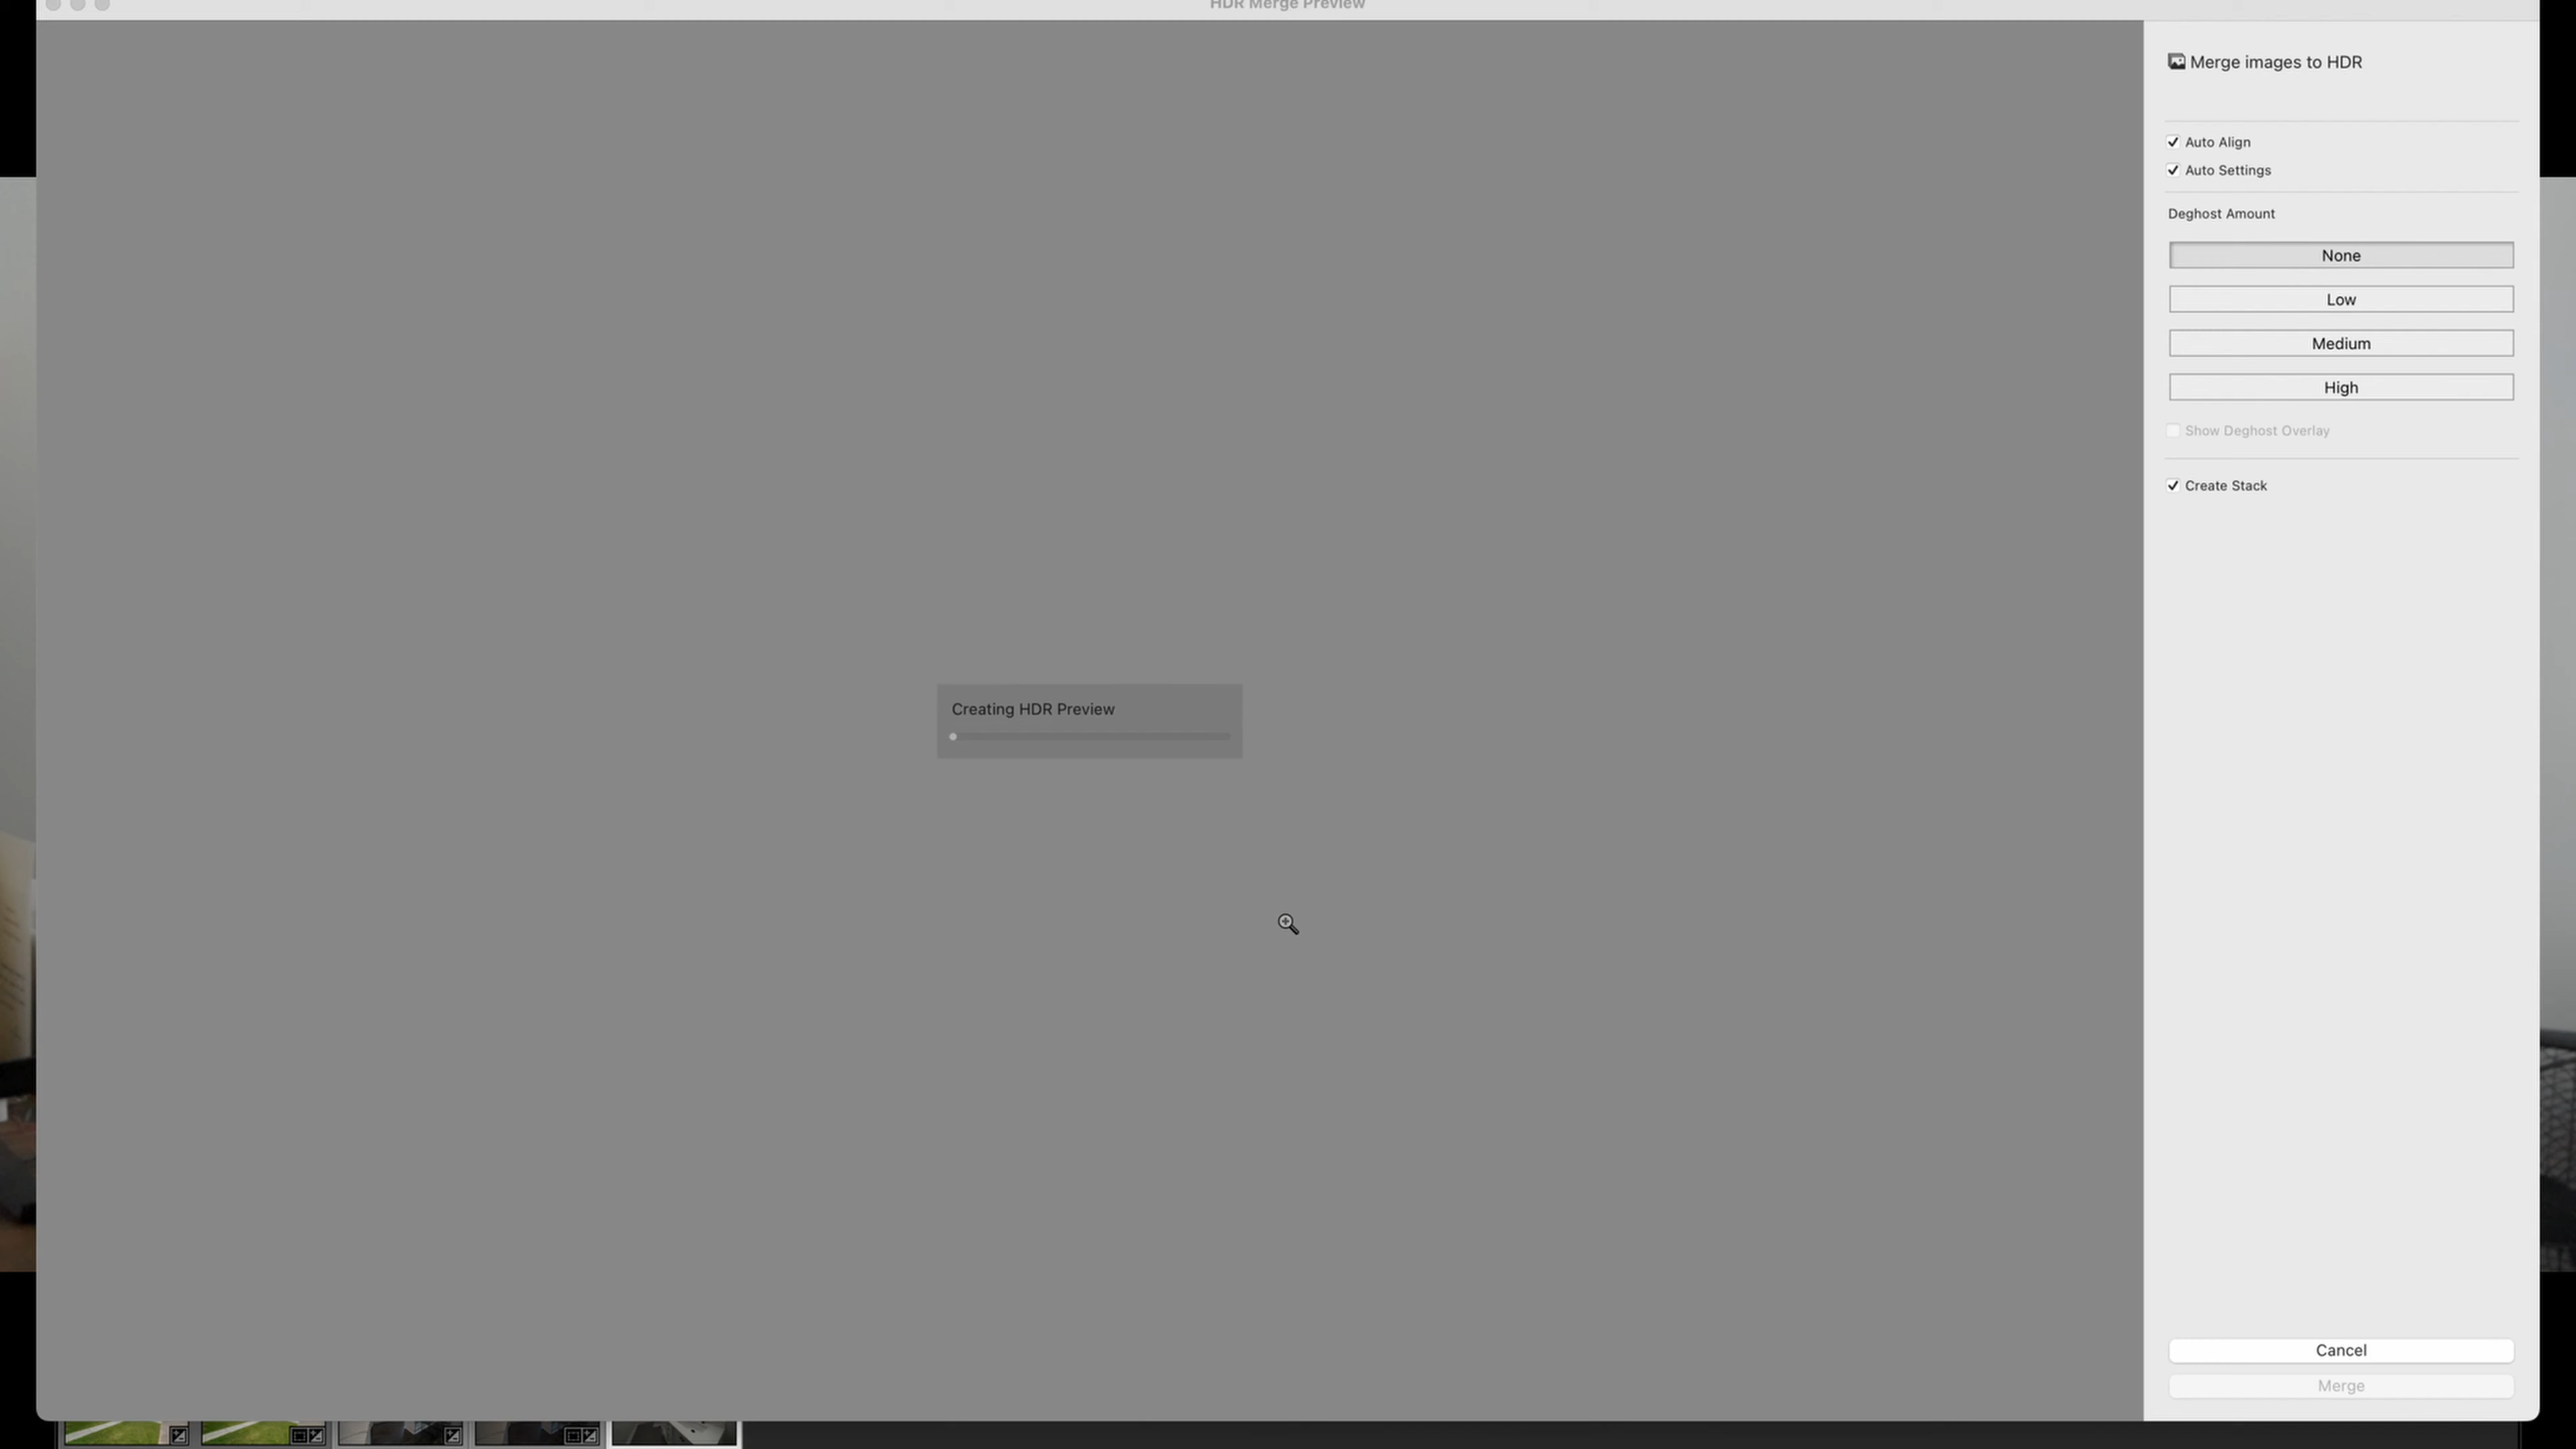 HDR Merge Preview
Merge images to HDR
Auto Align
Auto Settings
Deghost Amount
None
Low
Medium
High
Show Deghost Overlay
Create Stack
Creating HDR Preview
Cancel
Merge